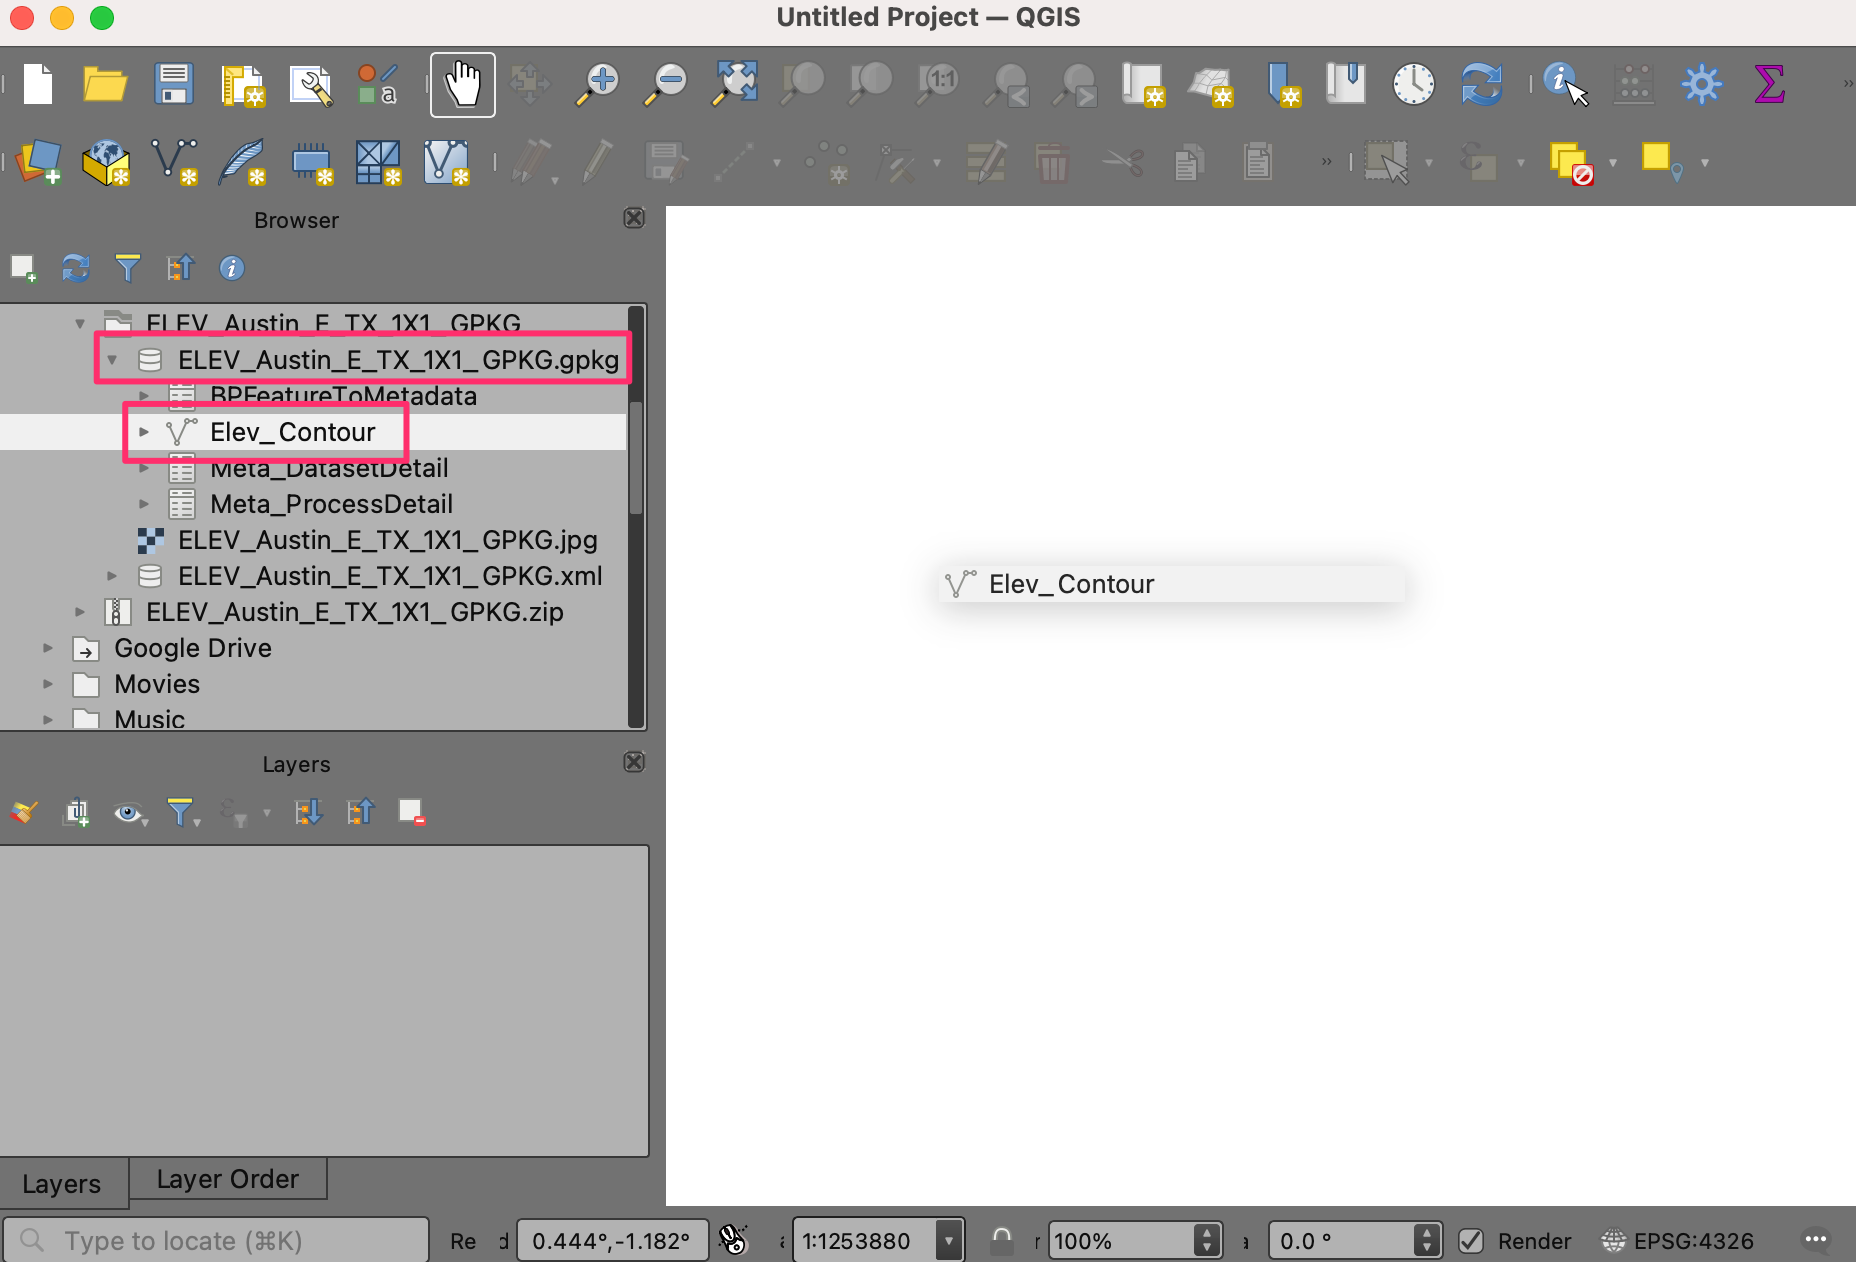 Untitled Project — QGIS
a
1:1
Browser
ELEV_Austin_E_TX_1X1_GPKG
ELEV_Austin_E_TX_1X1_GPKG.gpkg
BPFeatureToMetadata
Elev_Contour
Meta_DatasetDetail
Meta_ProcessDetail
ELEV_Austin_E_TX_1X1_GPKG.jpg
ELEV_Austin_E_TX_1X1_GPKG.xml
ELEV_Austin_E_TX_1X1_GPKG.zip
Google Drive
Movies
Music
Elev_Contour
Layers
Layers
Layer Order
Type to locate (⌘K)
Re d 0.444°,-1.182° 1:1253880 r 100% a 0.0 ° Render EPSG:4326